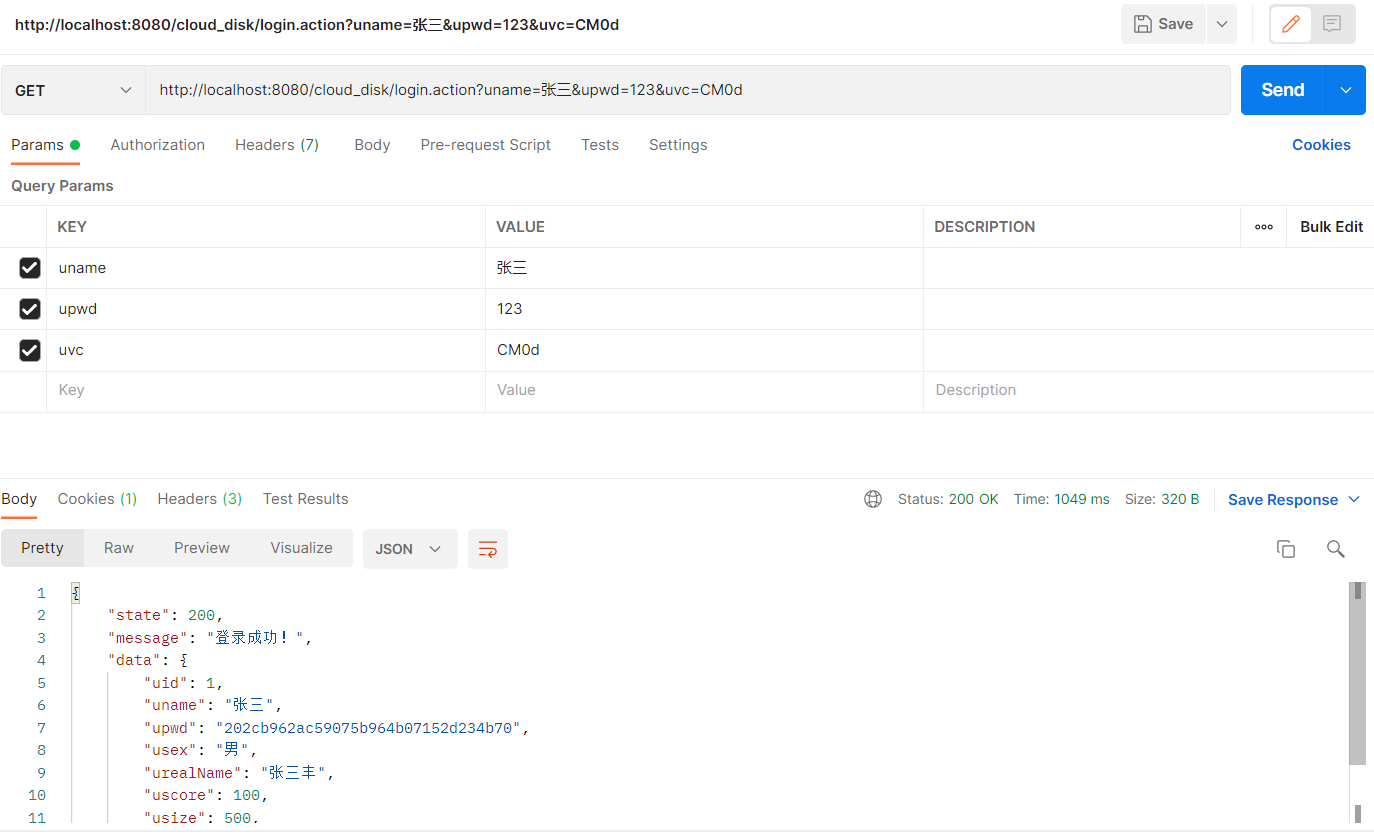 http://localhost:8080/cloud_disk/login.action?uname=张三&upwd=123&uvc=CM0d
Save
GET
http://localhost:8080/cloud_disk/login.action?uname=张三&upwd=123&uvc=CM0d
Send
Params Authorization Headers (7) Body Pre-request Script Tests Settings Cookies
Query Params
KEY VALUE DESCRIPTION Bulk Edit
uname 张三
upwd 123
uvc CM0d
Key Value Description
Body Cookies (1) Headers (3) Test Results Status: 200 OK Time: 1049 ms Size: 320 B Save Response
Pretty Raw Preview Visualize JSON
1 {
2 "state": 200,
3 "message": "登录成功！",
4 "data": {
5 "uid": 1,
6 "uname": "张三",
7 "upwd": "202cb962ac59075b964b07152d234b70",
8 "usex": "男",
9 "urealName": "张三丰",
10 "uscore": 100,
11 "usize": 500,